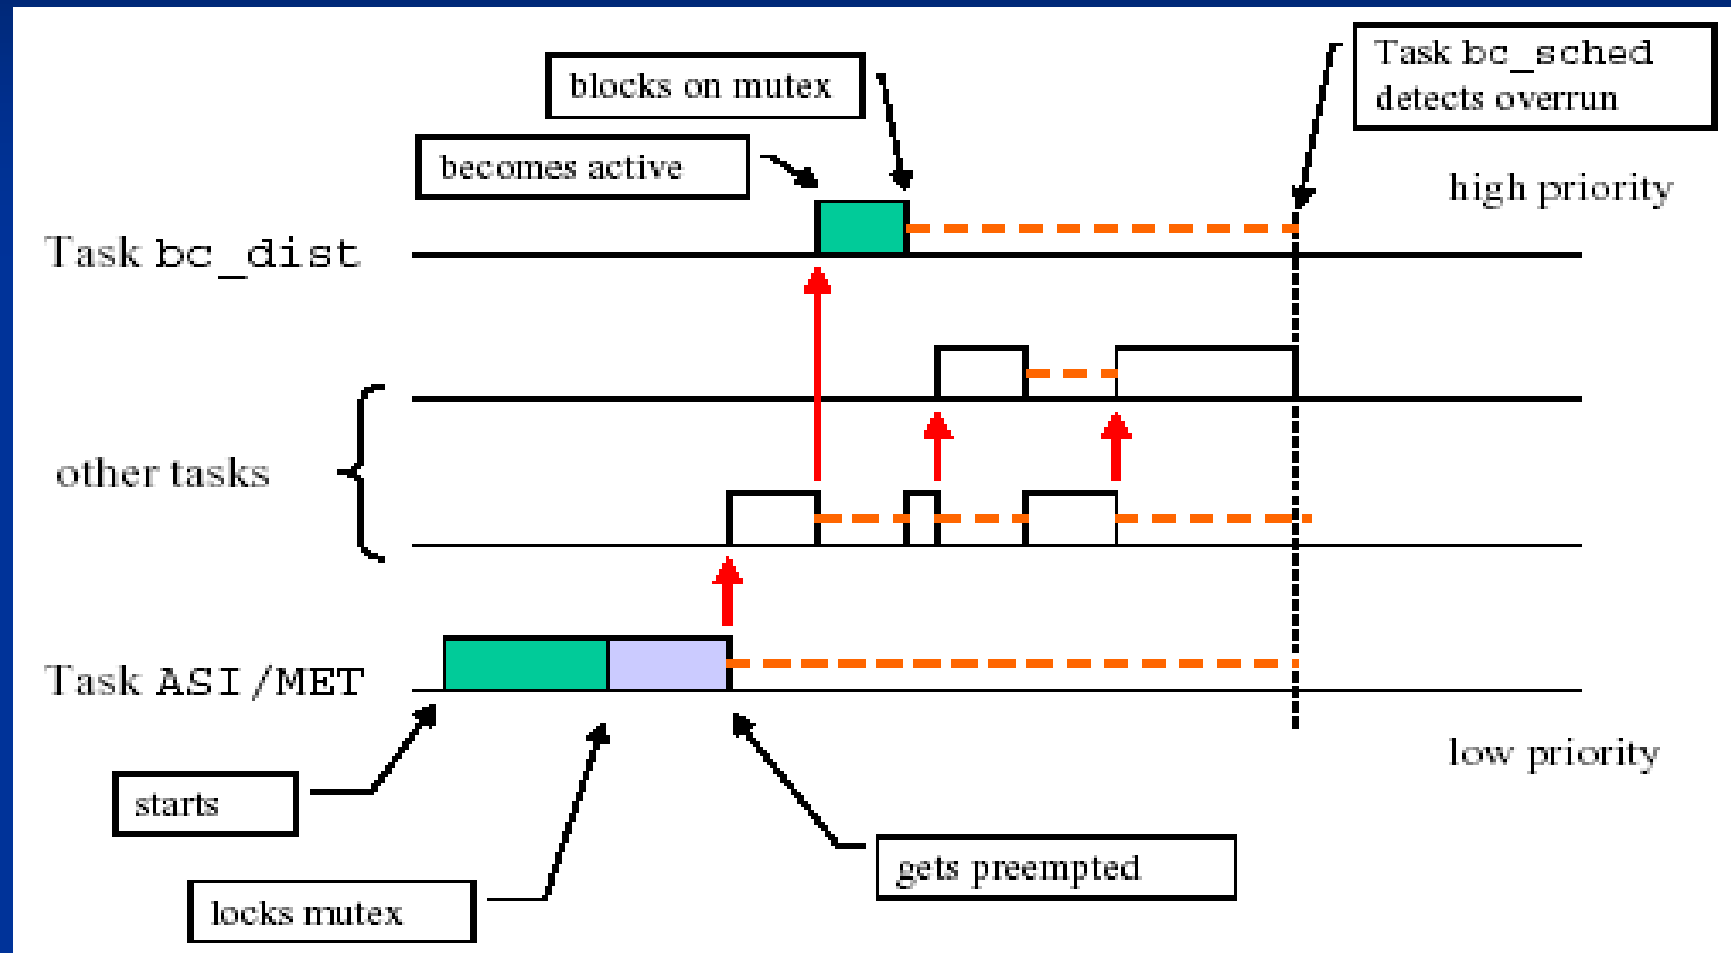 Task bc_sched
detects overrun
blocks on mutex
becomes active
high priority
Task bc_dist
other tasks
Task ASI/MET
low priority
starts
gets preempted
locks mutex